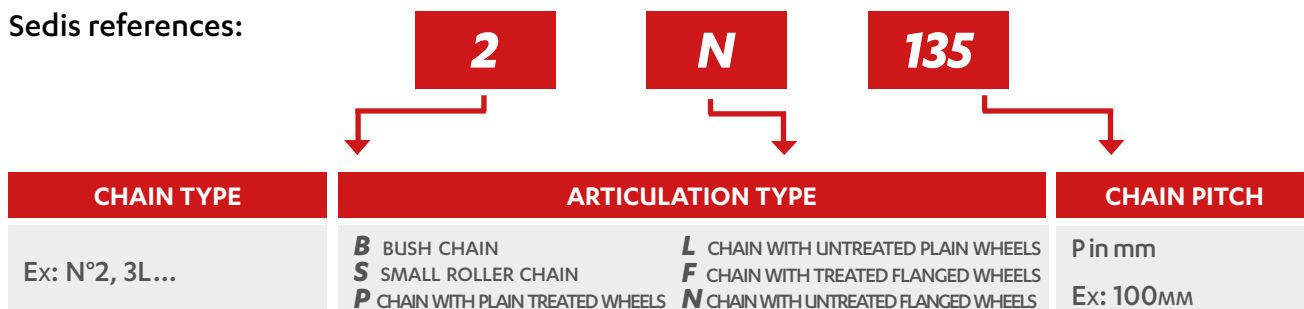 Sedis references:
2 N 135
CHAIN TYPE ARTICULATION TYPE CHAIN PITCH
Ex: N°2, 3L...
B BUSH CHAIN
S SMALL ROLLER CHAIN
P CHAIN WITH PLAIN TREATED WHEELS
L CHAIN WITH UNTREATED PLAIN WHEELS
F CHAIN WITH TREATED FLANGED WHEELS
N CHAIN WITH UNTREATED FLANGED WHEELS
P in mm
Ex: 100MM